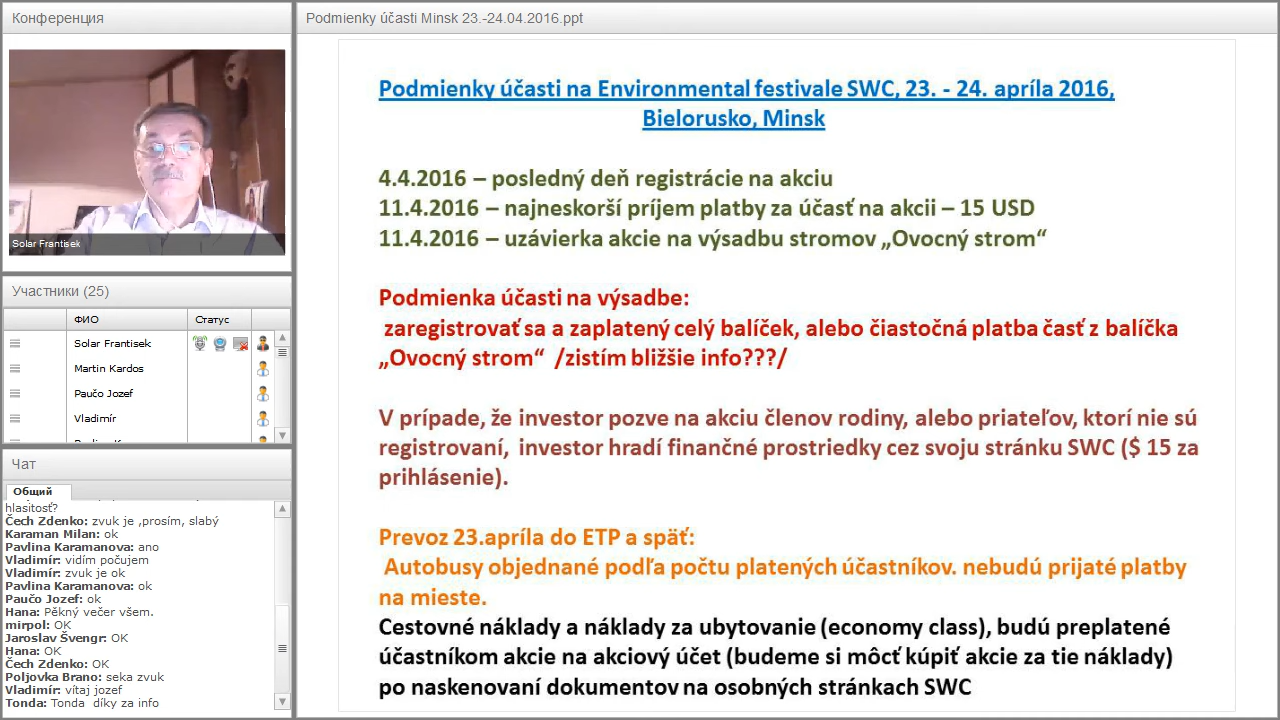 Конференция
Solar Frantisek
Участники (25)
ФИО Статус
Solar Frantisek
Martin Kardos
Paučo Jozef
Vladimír
Чат
Общий
hlasitosť?
Čech Zdenko: zvuk je ,prosím, slabý
Karaman Milan: ok
Pavlina Karamanova: ano
Vladimír: vidím počujem
Vladimír: zvuk je ok
Pavlina Karamanova: ok
Paučo Jozef: ok
Hana: Pěkný večer všem.
mirpol: OK
Jaroslav Švengr: OK
Hana: OK
Čech Zdenko: OK
Poljovka Brano: seka zvuk
Vladimír: vítaj jozef
Tonda: Tonda díky za info
Podmienky účasti Minsk 23.-24.04.2016.ppt
Podmienky účasti na Environmental festivale SWC, 23. - 24. apríla 2016,
Bielorusko, Minsk
4.4.2016 – posledný deň registrácie na akciu
11.4.2016 – najneskorší príjem platby za účasť na akcii – 15 USD
11.4.2016 – uzávierka akcie na výsadbu stromov „Ovocný strom“
Podmienka účasti na výsadbe:
zaregistrovať sa a zaplatený celý balíček, alebo čiastočná platba časť z balíčka
„Ovocný strom“ /zistím bližšie info???/
V prípade, že investor pozve na akciu členov rodiny, alebo priateľov, ktorí nie sú
registrovaní, investor hradí finančné prostriedky cez svoju stránku SWC ($ 15 za
prihlásenie).
Prevoz 23.apríla do ETP a späť:
Autobusy objednané podľa počtu platených účastníkov. nebudú prijaté platby
na mieste.
Cestovné náklady a náklady za ubytovanie (economy class), budú preplatené
účastníkom akcie na akciový účet (budeme si môcť kúpiť akcie za tie náklady)
po naskenovaní dokumentov na osobných stránkach SWC